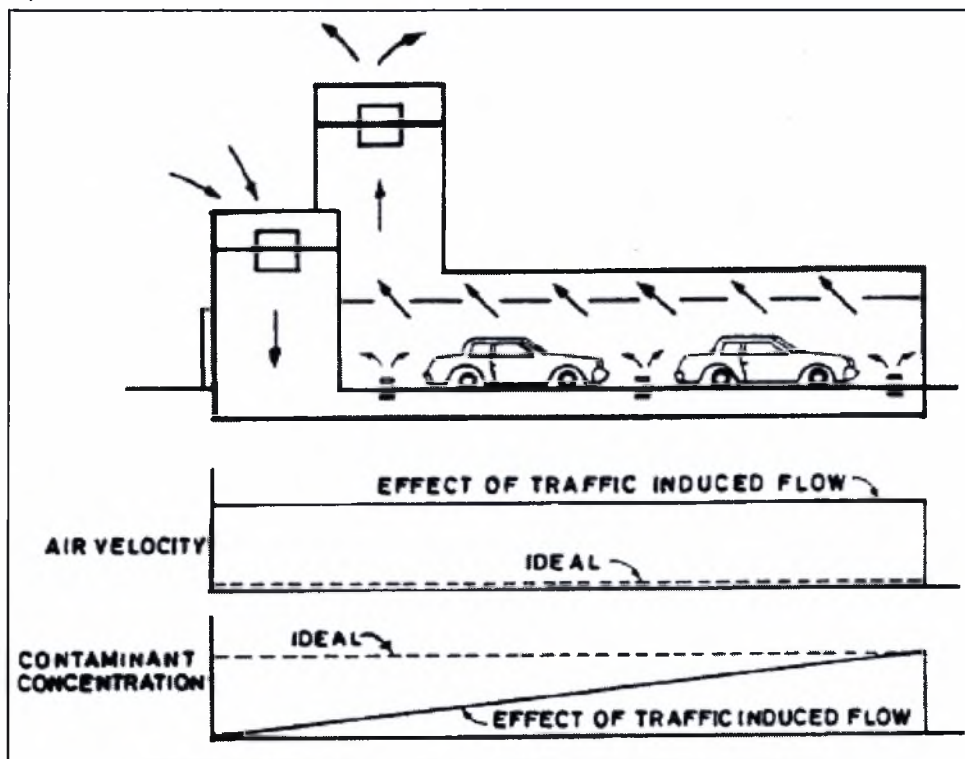 EFFECT OF TRAFFIC INDUCED FLOW
AIR VELOCITY
IDEAL
IDEAL
CONTAMINANT
CONCENTRATION
EFFECT OF TRAFFIC INDUCED FLOW